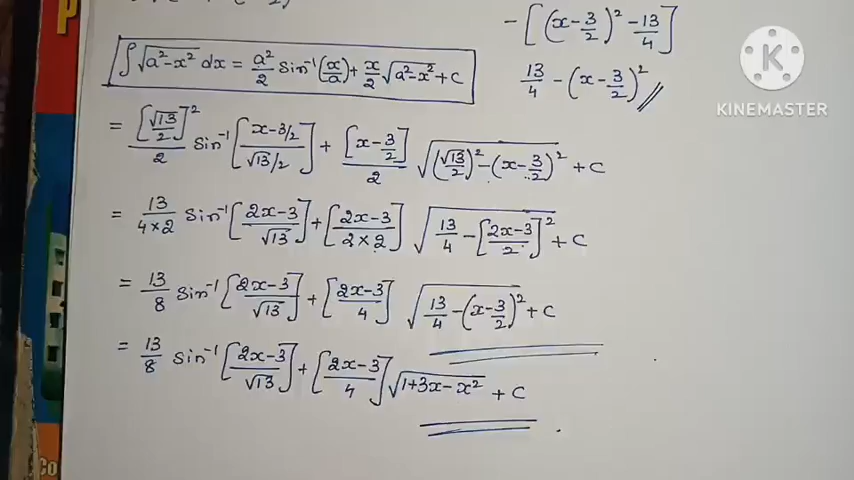 - [(x-3/2)² - 13/4]
∫√(a²-x²) dx = a²/2 sin⁻¹(x/a) + x/2 √(a²-x²) + C
13/4 - (x-3/2)²
K
KINEMASTER
= [√13/2]²/2 sin⁻¹[(x-3/2)/(√13/2)] + [x-3/2]/2 √((√13/2)² - (x-3/2)²) + C
= 13/(4×2) sin⁻¹[(2x-3)/√13] + [(2x-3)/(2×2)] √(13/4 - [(2x-3)/2]²) + C
= 13/8 sin⁻¹[(2x-3)/√13] + [(2x-3)/4] √(13/4 - (x-3/2)²) + C
= 13/8 sin⁻¹[(2x-3)/√13] + [(2x-3)/4] √(1+3x-x²) + C